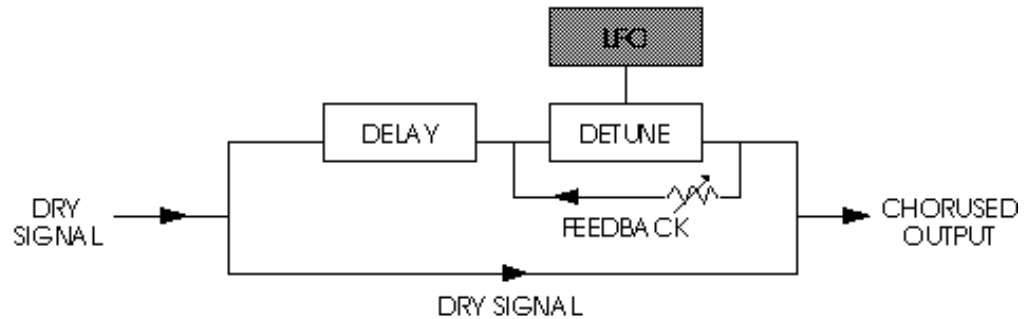 LFO
DELAY
DETUNE
DRY
SIGNAL
FEEDBACK
CHORUSED
OUTPUT
DRY SIGNAL